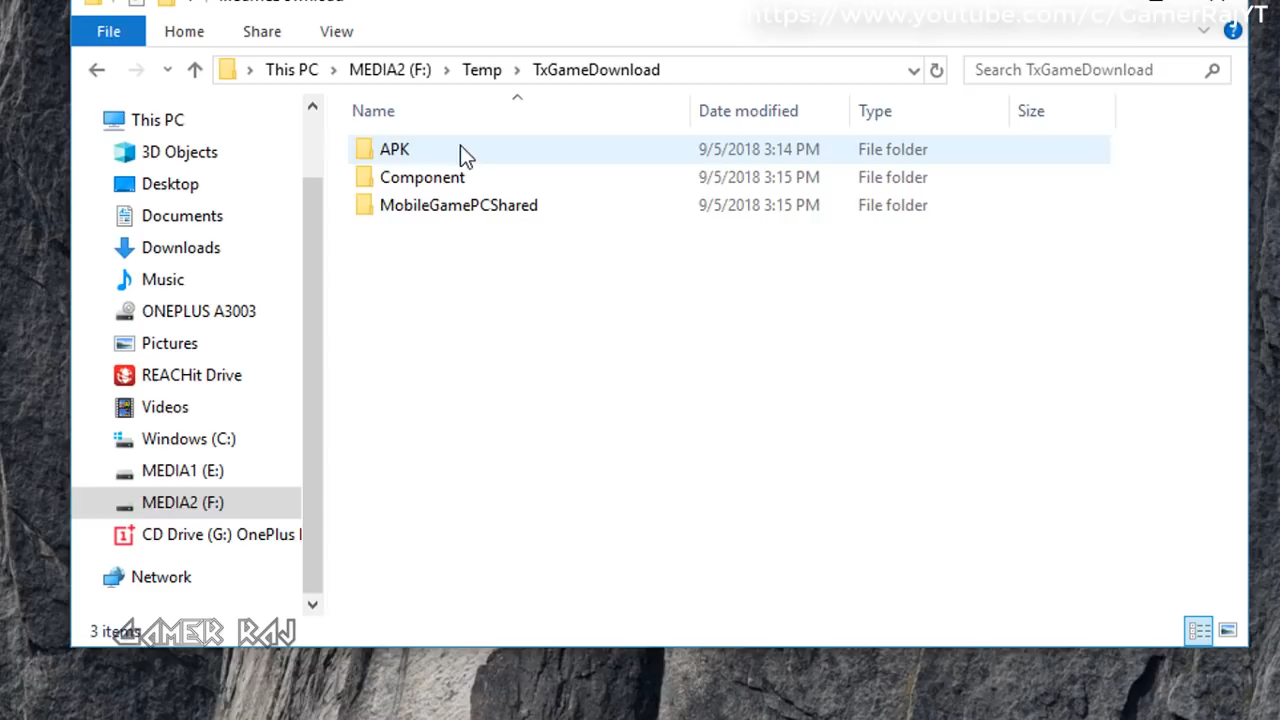 https://www.youtube.com/c/GamerRajYT
File Home Share View
This PC MEDIA2 (F:) Temp TxGameDownload
Search TxGameDownload
Name Date modified Type Size
APK 9/5/2018 3:14 PM File folder
Component 9/5/2018 3:15 PM File folder
MobileGamePCShared 9/5/2018 3:15 PM File folder
This PC
3D Objects
Desktop
Documents
Downloads
Music
ONEPLUS A3003
Pictures
REACHit Drive
Videos
Windows (C:)
MEDIA1 (E:)
MEDIA2 (F:)
CD Drive (G:) OnePlus
Network
3 items
GAMER RAJ